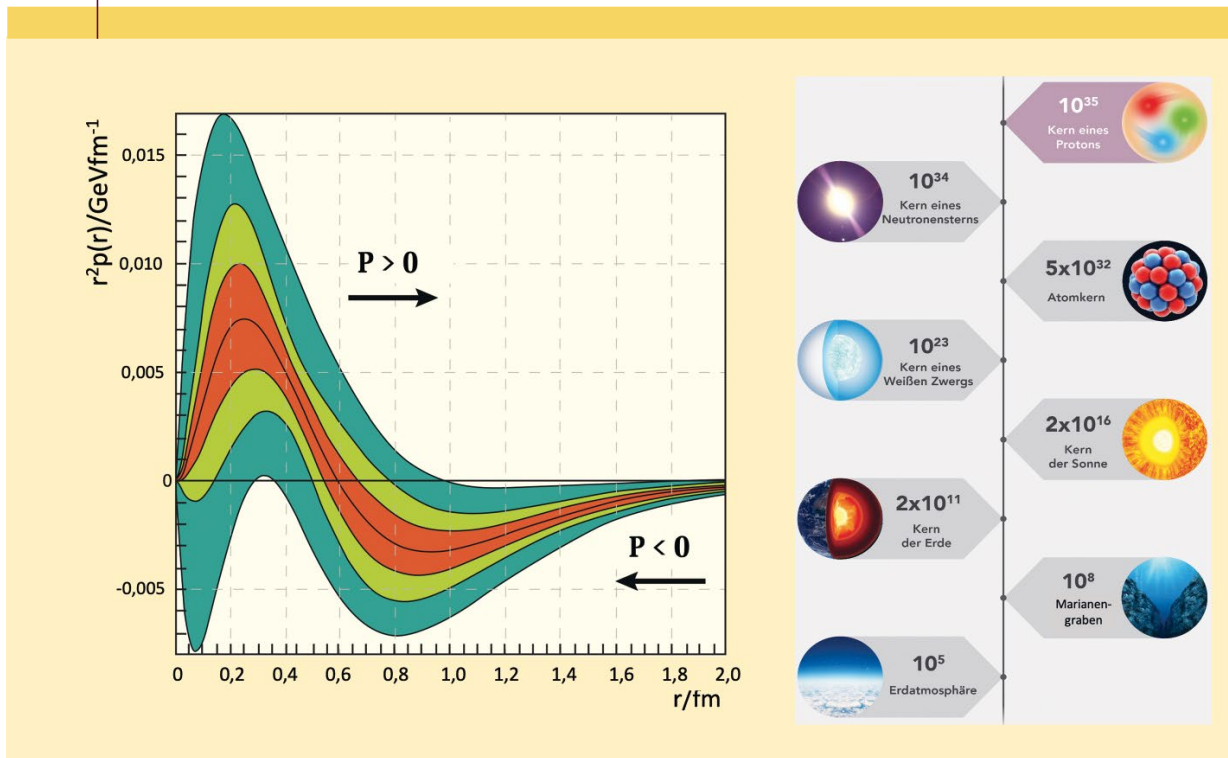 r²p(r)/GeVfm⁻¹
0,015
0,010
0,005
0
-0,005
P > 0
P < 0
0 0,2 0,4 0,6 0,8 1,0 1,2 1,4 1,6 1,8 2,0
r/fm
10³⁵
Kern eines
Protons
10³⁴
Kern eines
Neutronensterns
5x10³²
Atomkern
10²³
Kern eines
Weißen Zwergs
2x10¹⁶
Kern
der Sonne
2x10¹¹
Kern
der Erde
10⁸
Marianen-
graben
10⁵
Erdatmosphäre